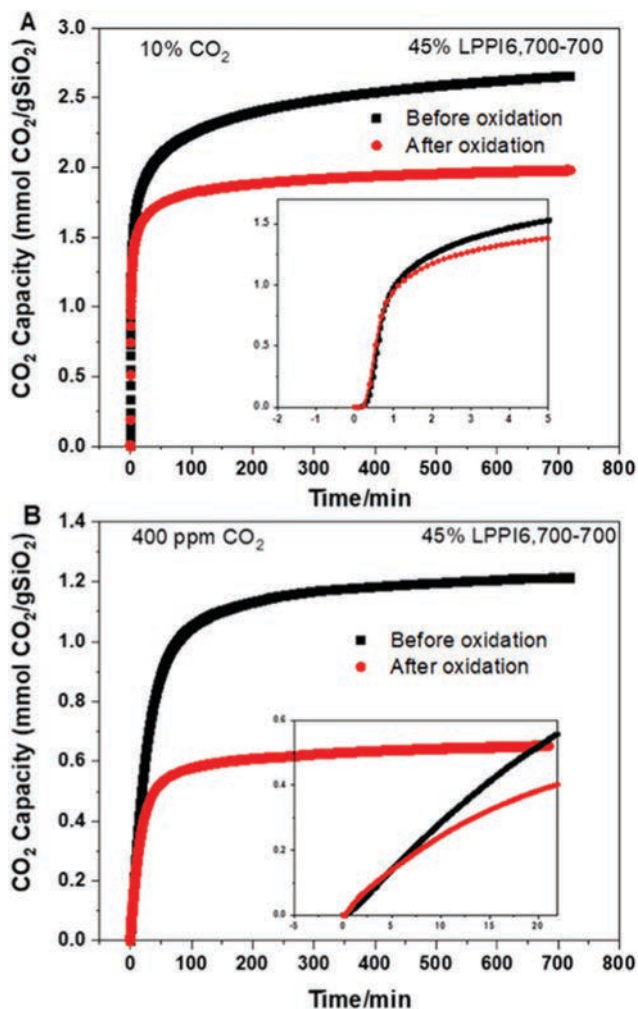 A
10% CO2
45% LPPI6,700-700
Before oxidation
After oxidation
CO2 Capacity (mmol CO2/gSiO2)
3.0
2.5
2.0
1.5
1.0
0.5
0.0
1.5
1.0
0.5
0.0
-2 -1 0 1 2 3 4 5
0 100 200 300 400 500 600 700 800
Time/min
B
400 ppm CO2
45% LPPI6,700-700
Before oxidation
After oxidation
CO2 Capacity (mmol CO2/gSiO2)
1.4
1.2
1.0
0.8
0.6
0.4
0.2
0.0
0.6
0.4
0.2
0.0
-5 0 5 10 15 20
0 100 200 300 400 500 600 700 800
Time/min